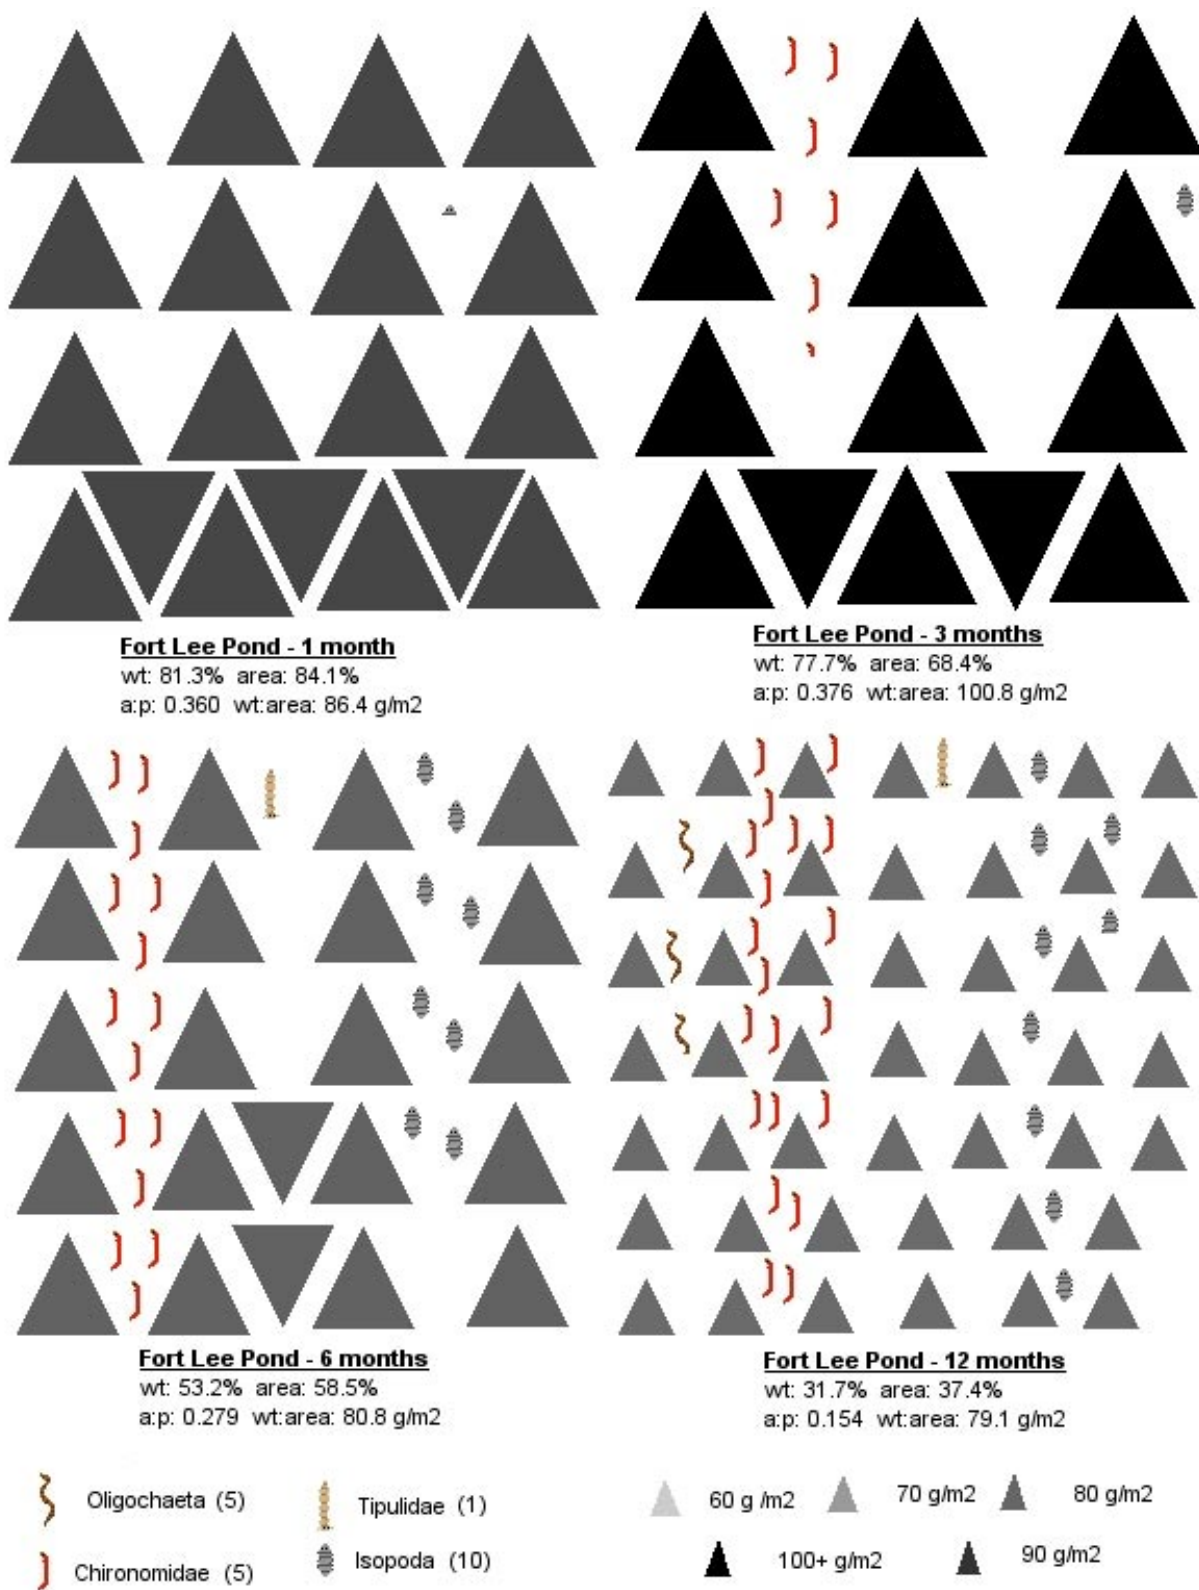 Fort Lee Pond - 1 month
wt: 81.3% area: 84.1%
a:p: 0.360 wt:area: 86.4 g/m2
Fort Lee Pond - 3 months
wt: 77.7% area: 68.4%
a:p: 0.376 wt:area: 100.8 g/m2
Fort Lee Pond - 6 months
wt: 53.2% area: 58.5%
a:p: 0.279 wt:area: 80.8 g/m2
Fort Lee Pond - 12 months
wt: 31.7% area: 37.4%
a:p: 0.154 wt:area: 79.1 g/m2
Oligochaeta (5)
Tipulidae (1)
Chironomidae (5)
Isopoda (10)
60 g /m2
70 g/m2
80 g/m2
100+ g/m2
90 g/m2